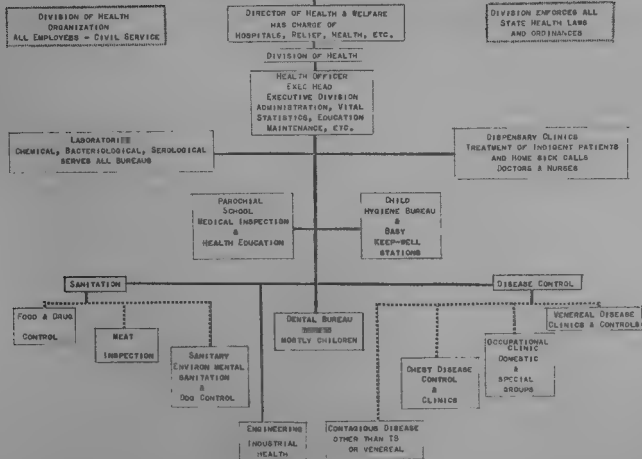 DIVISION OF HEALTH
ORGANIZATION
ALL EMPLOYEES - CIVIL SERVICE
DIRECTOR OF HEALTH & WELFARE
HAS CHARGE OF
HOSPITALS, RELIEF, HEALTH, ETC.
DIVISION ENFORCES ALL
STATE HEALTH LAWS
AND ORDINANCES
DIVISION OF HEALTH
HEALTH OFFICER
EXEC HEAD
EXECUTIVE DIVISION
ADMINISTRATION, VITAL
STATISTICS, EDUCATION
MAINTENANCE, ETC.
LABORATORIES
CHEMICAL, BACTERIOLOGICAL, SEROLOGICAL
SERVES ALL BUREAUS
DISPENSARY CLINICS
TREATMENT OF INDIGENT PATIENTS
AND HOME SICK CALLS
DOCTORS & NURSES
PAROCHIAL
SCHOOL
MEDICAL INSPECTION
&
HEALTH EDUCATION
CHILD
HYGIENE BUREAU
&
BABY
KEEP-WELL
STATIONS
SANITATION
DISEASE CONTROL
FOOD & DRUG
CONTROL
MEAT
INSPECTION
SANITARY
ENVIRON MENTAL
SANITATION
&
DOG CONTROL
ENGINEERING
INDUSTRIAL
HEALTH
DENTAL BUREAU
MOSTLY CHILDREN
CONTAGIOUS DISEASE
OTHER THAN TB
OR VENEREAL
CHEST DISEASE
CONTROL
&
CLINICS
OCCUPATIONAL
CLINIC
DOMESTIC
&
SPECIAL
GROUPS
VENEREAL DISEASE
CLINICS & CONTROLS